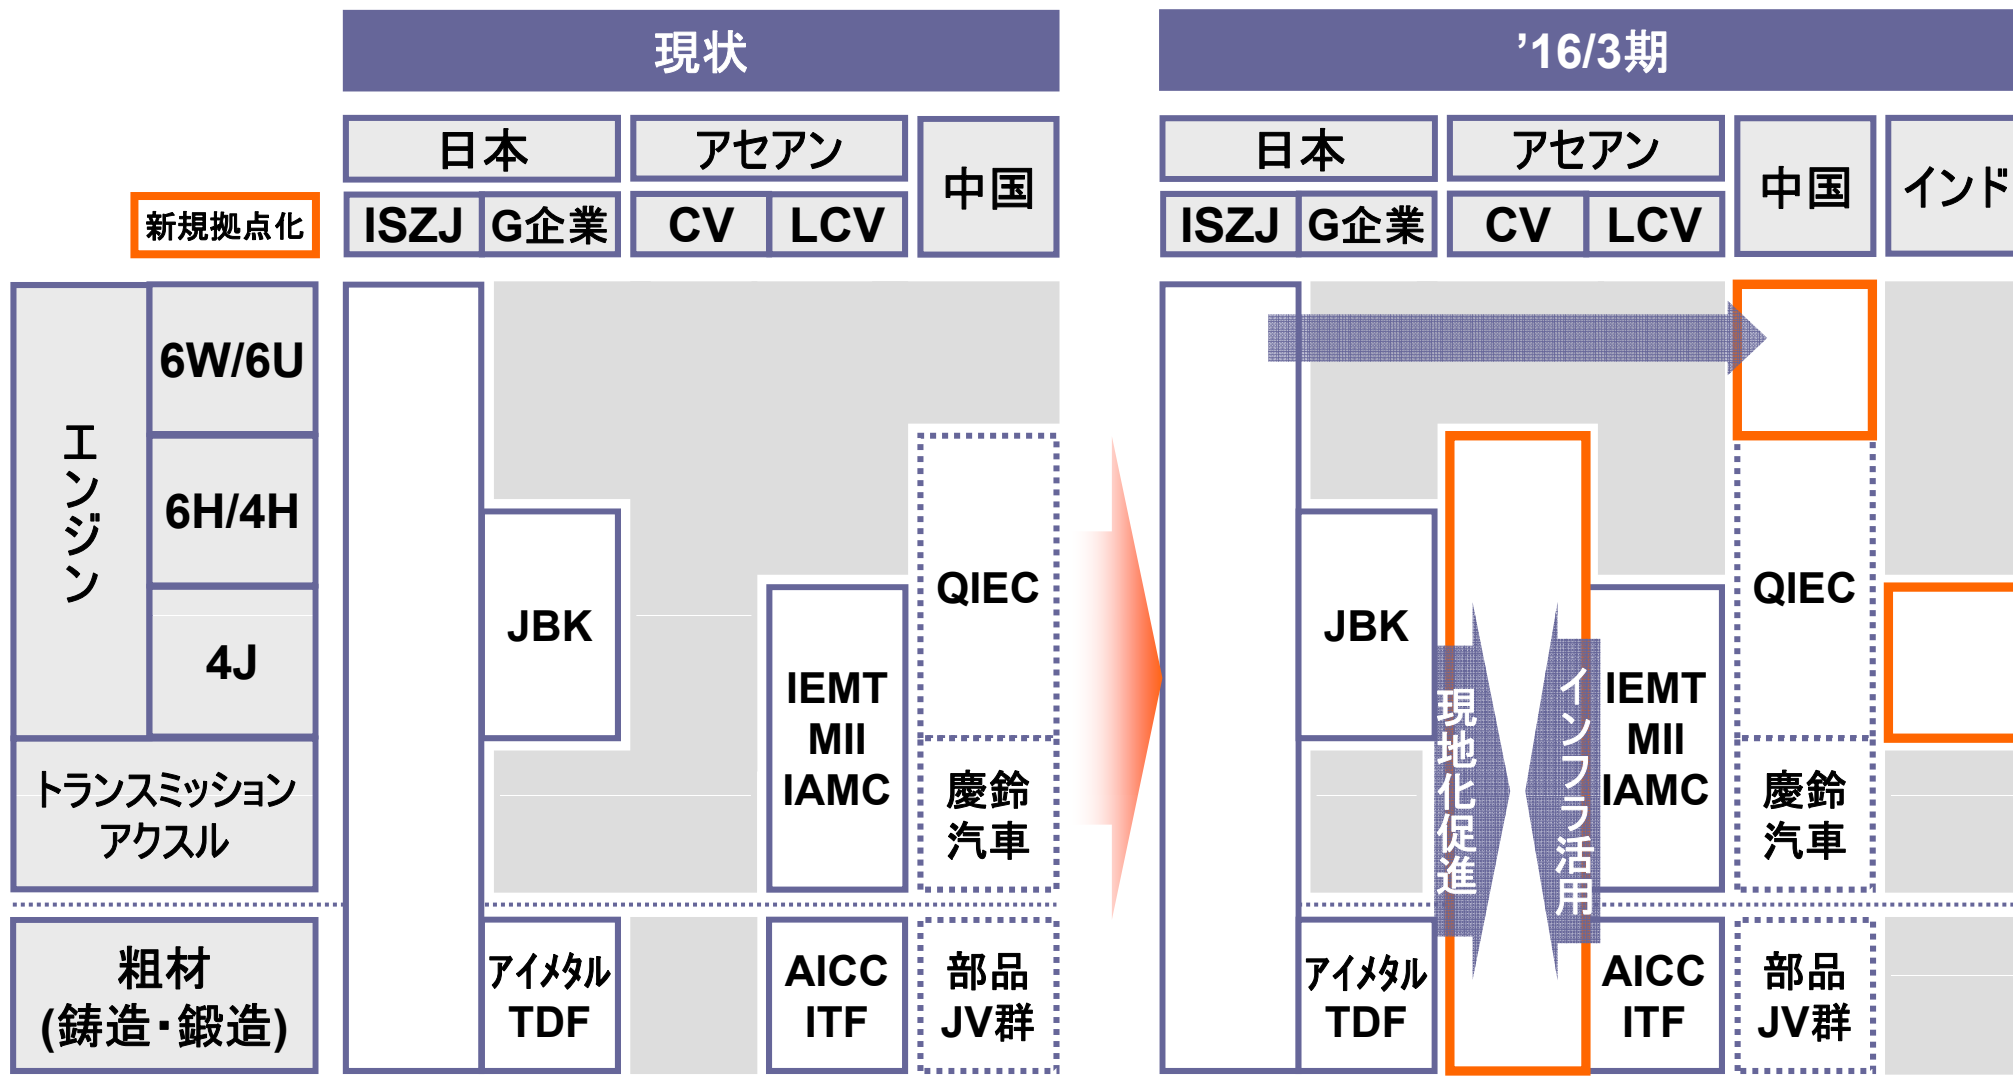 現状
’16/3期
日本
アセアン
中国
日本
アセアン
中国
インド
新規拠点化
ISZJ
G企業
CV
LCV
ISZJ
G企業
CV
LCV
エンジン
6W/6U
6H/4H
4J
トランスミッション
アクスル
粗材
(鋳造・鍛造)
JBK
IEMT
MII
IAMC
QIEC
慶鈴
汽車
アイメタル
TDF
AICC
ITF
部品
JV群
JBK
現地化促進
インフラ活用
IEMT
MII
IAMC
QIEC
慶鈴
汽車
アイメタル
TDF
AICC
ITF
部品
JV群